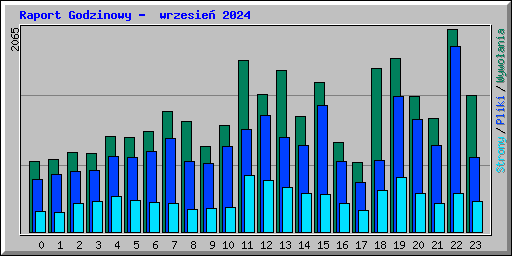 Raport Godzinowy - wrzesień 2024
2065
Strony / Pliki / Wywołania
0 1 2 3 4 5 6 7 8 9 10 11 12 13 14 15 16 17 18 19 20 21 22 23